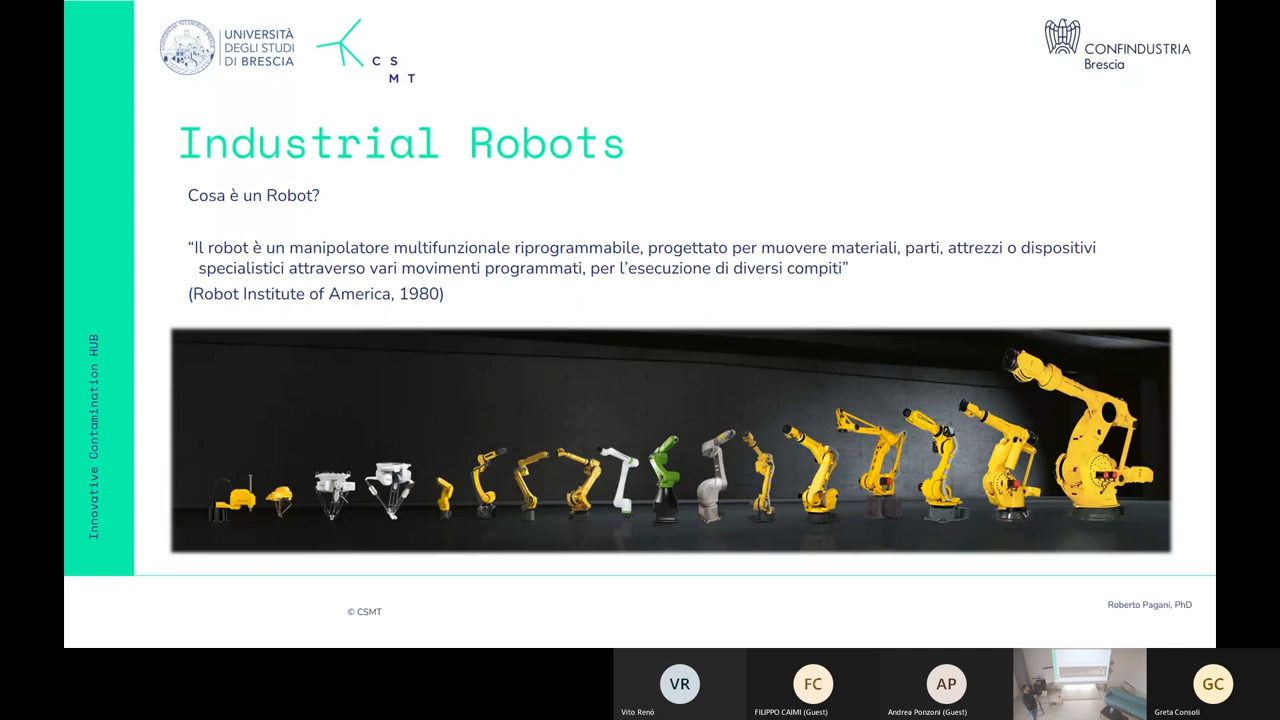 UNIVERSITÀ
DEGLI STUDI
DI BRESCIA
C S
M T
CONFINDUSTRIA
Brescia
Industrial Robots
Cosa è un Robot?
“Il robot è un manipolatore multifunzionale riprogrammabile, progettato per muovere materiali, parti, attrezzi o dispositivi
specialistici attraverso vari movimenti programmati, per l’esecuzione di diversi compiti”
(Robot Institute of America, 1980)
Innovative Contamination HUB
© CSMT
Roberto Pagani, PhD
VR
FC
AP
GC
Vito Renò
FILIPPO CAIMI (Guest)
Andrea Ponzoni (Guest)
Greta Consoli